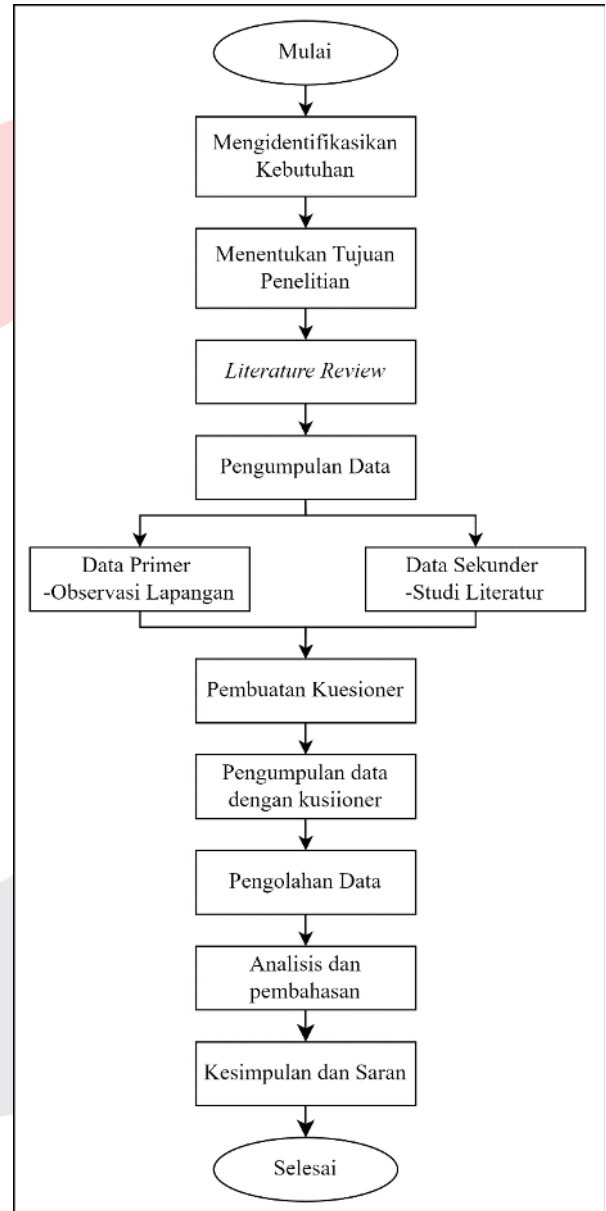 Mulai
Mengidentifikasikan
Kebutuhan
Menentukan Tujuan
Penelitian
Literature Review
Pengumpulan Data
Data Primer
-Observasi Lapangan
Data Sekunder
-Studi Literatur
Pembuatan Kuesioner
Pengumpulan data
dengan kusiioner
Pengolahan Data
Analisis dan
pembahasan
Kesimpulan dan Saran
Selesai